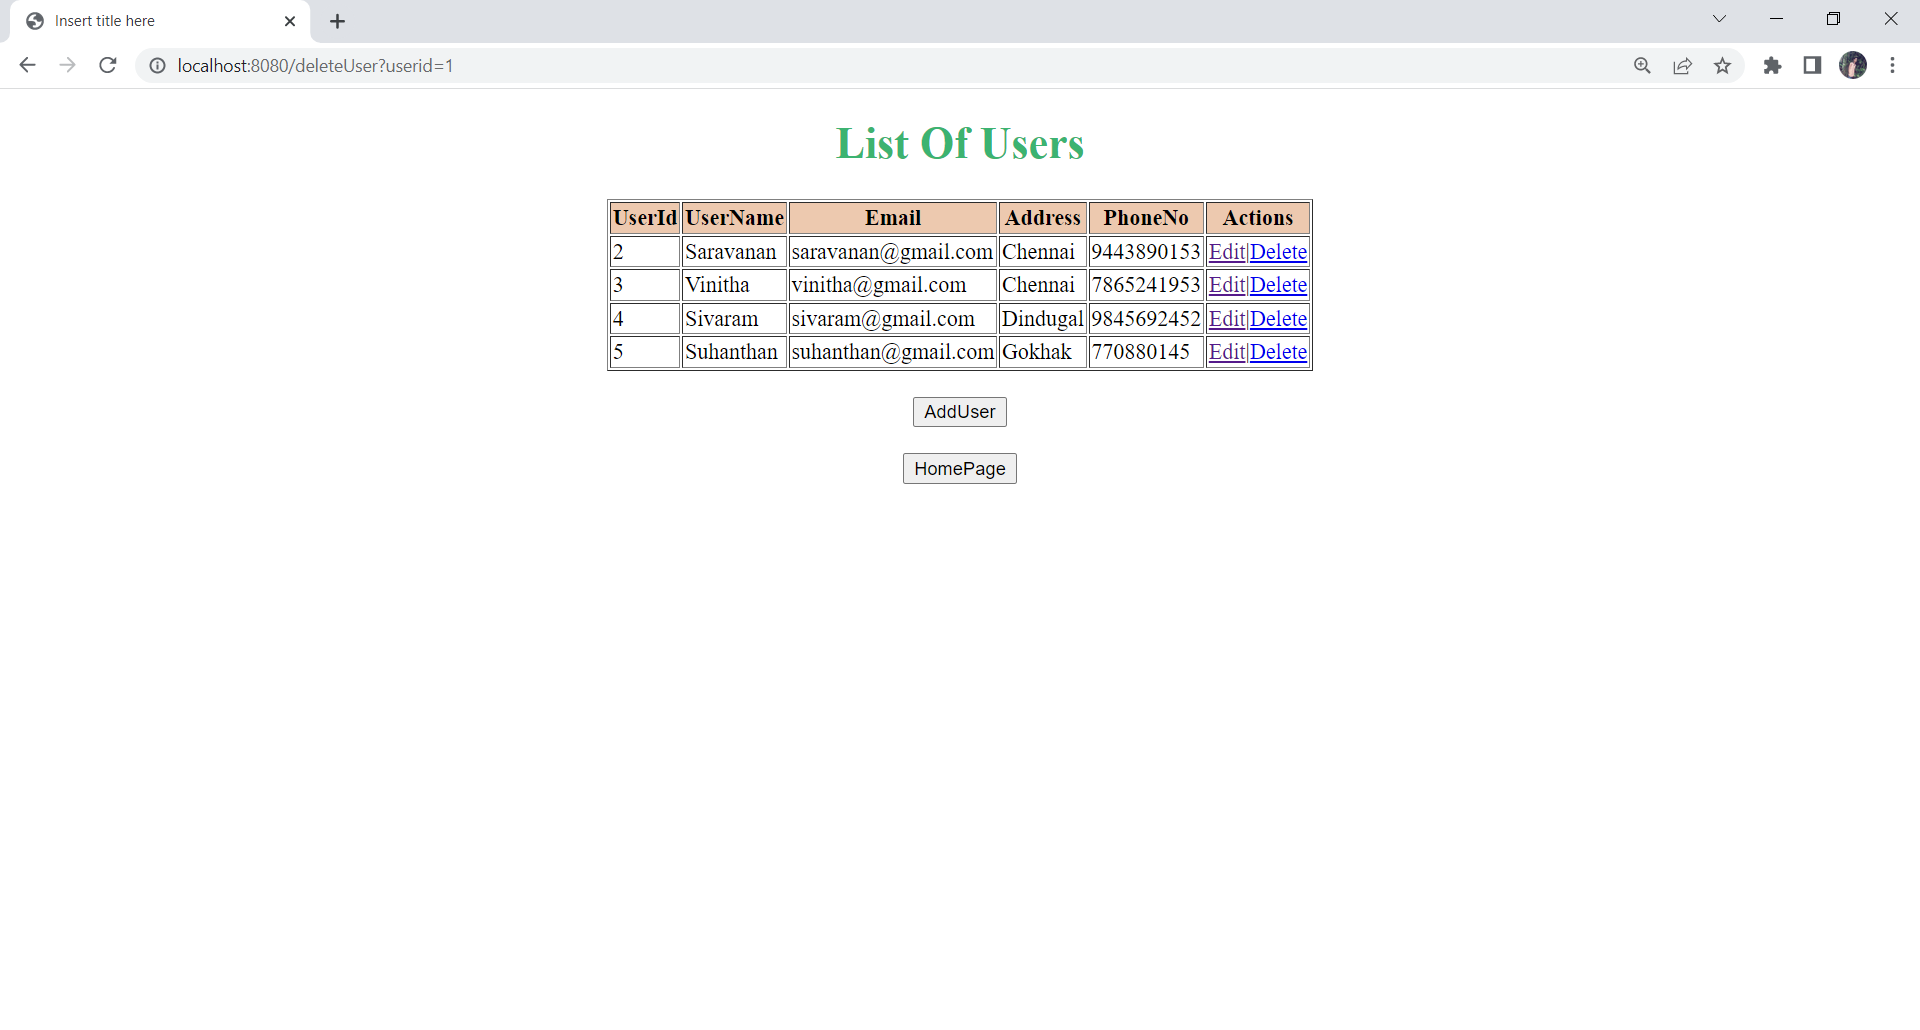 Insert title here
localhost:8080/deleteUser?userid=1
List Of Users
UserId UserName Email Address PhoneNo Actions
2 Saravanan saravanan@gmail.com Chennai 9443890153 Edit|Delete
3 Vinitha vinitha@gmail.com Chennai 7865241953 Edit|Delete
4 Sivaram sivaram@gmail.com Dindugal 9845692452 Edit|Delete
5 Suhanthan suhanthan@gmail.com Gokhak 770880145 Edit|Delete
AddUser
HomePage